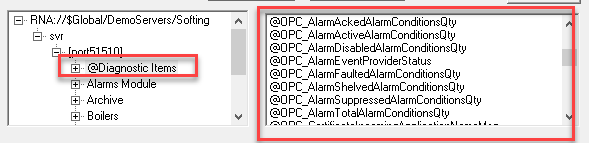 RNA://$Global/DemoServers/Softing
svr
[port51510]
@Diagnostic Items
Alarms Module
Archive
Boilers
@OPC_AlarmAckedAlarmConditionsQty
@OPC_AlarmActiveAlarmConditionsQty
@OPC_AlarmDisabledAlarmConditionsQty
@OPC_AlarmEventProviderStatus
@OPC_AlarmFaultedAlarmConditionsQty
@OPC_AlarmShelvedAlarmConditionsQty
@OPC_AlarmSuppressedAlarmConditionsQty
@OPC_AlarmTotalAlarmConditionsQty